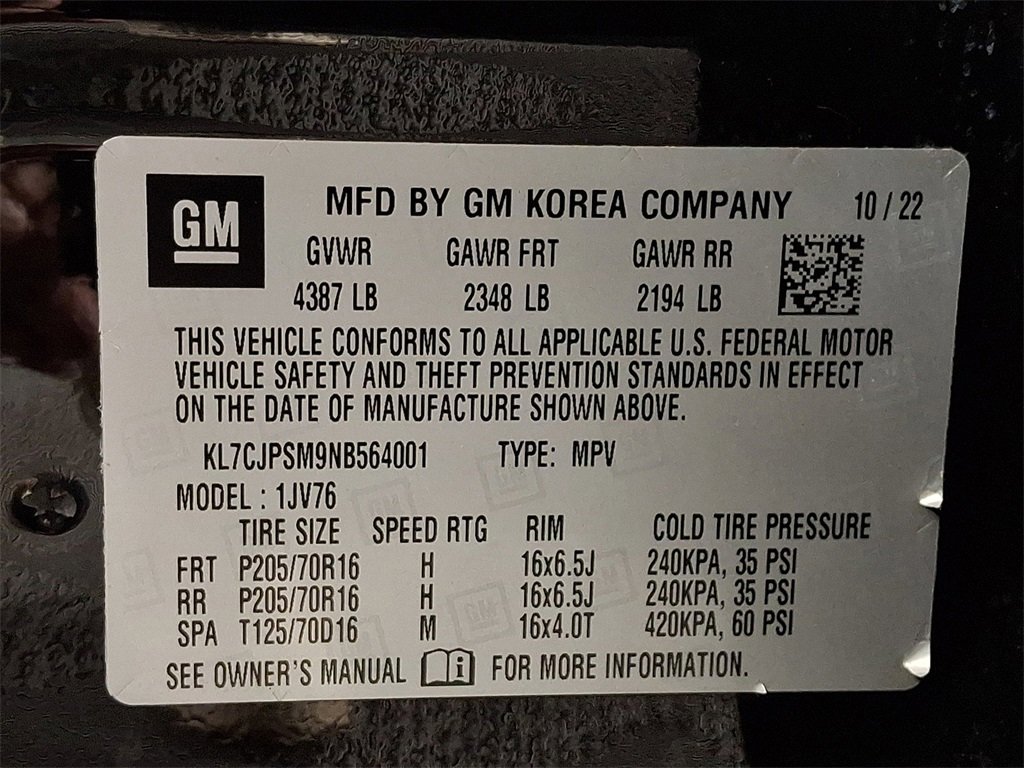 GM
MFD BY GM KOREA COMPANY 10 / 22
GVWR GAWR FRT GAWR RR
4387 LB 2348 LB 2194 LB
THIS VEHICLE CONFORMS TO ALL APPLICABLE U.S. FEDERAL MOTOR
VEHICLE SAFETY AND THEFT PREVENTION STANDARDS IN EFFECT
ON THE DATE OF MANUFACTURE SHOWN ABOVE.
KL7CJPSM9NB564001 TYPE: MPV
MODEL : 1JV76
TIRE SIZE SPEED RTG RIM COLD TIRE PRESSURE
FRT P205/70R16 H 16x6.5J 240KPA, 35 PSI
RR P205/70R16 H 16x6.5J 240KPA, 35 PSI
SPA T125/70D16 M 16x4.0T 420KPA, 60 PSI
SEE OWNER'S MANUAL i FOR MORE INFORMATION.